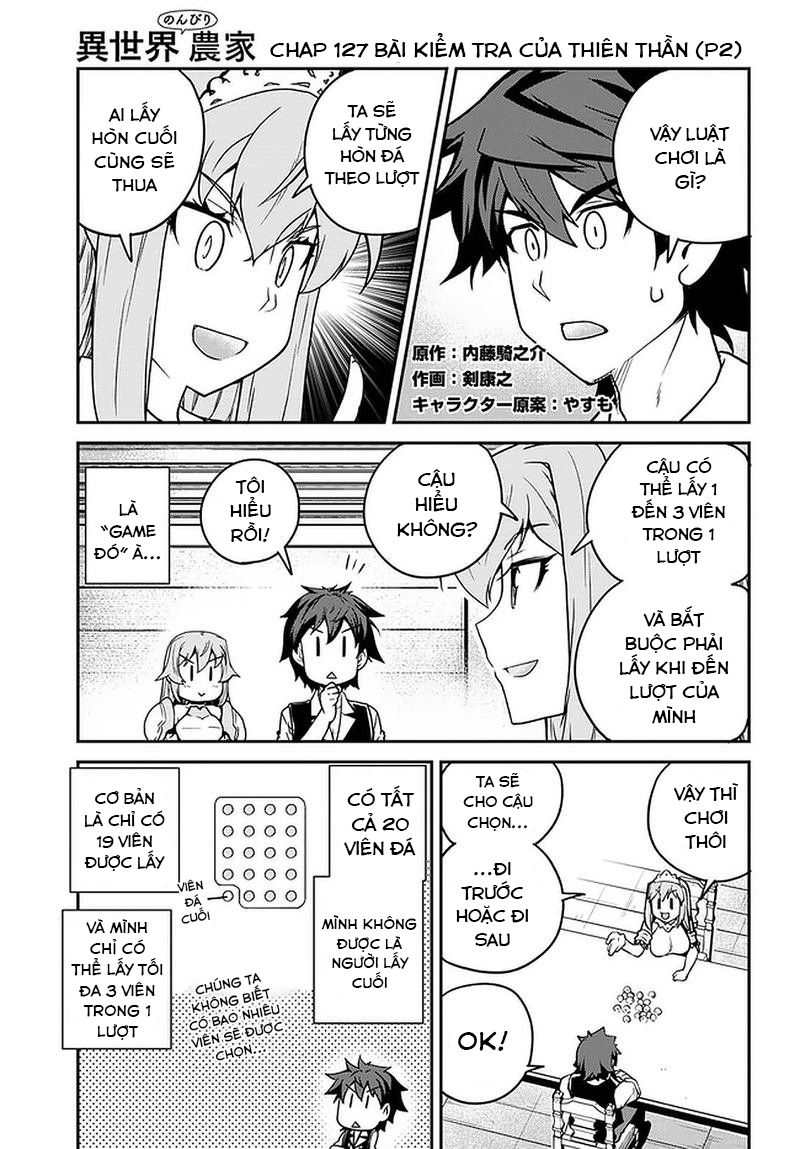 のんびり
異世界 農家
CHAP 127 BÀI KIỂM TRA CỦA THIÊN THẦN (P2)
VẬY LUẬT
CHƠI LÀ
GÌ?
原作：内藤騎之介
作画：剣康之
キャラクター原案：やすも
TA SẼ
LẤY TỪNG
HÒN ĐÁ
THEO LƯỢT
AI LẤY
HÒN CUỐI
CÙNG SẼ
THUA
CẬU CÓ
THỂ LẤY 1
ĐẾN 3 VIÊN
TRONG 1
LƯỢT
VÀ BẮT
BUỘC PHẢI
LẤY KHI ĐẾN
LƯỢT CỦA
MÌNH
CẬU
HIỂU
KHÔNG?
TÔI
HIỂU
RỒI!
LÀ
“GAME
ĐÓ” À...
VẬY THÌ
CHƠI
THÔI
TA SẼ
CHO CẬU
CHỌN...
...ĐI
TRƯỚC
HOẶC ĐI
SAU
OK!
CÓ TẤT
CẢ 20
VIÊN ĐÁ
MÌNH KHÔNG
ĐƯỢC LÀ
NGƯỜI LẤY
CUỐI
CƠ BẢN
LÀ CHỈ CÓ
19 VIÊN
ĐƯỢC LẤY
VIÊN
ĐÁ
CUỐI
VÀ MÌNH
CHỈ CÓ
THỂ LẤY TỐI
ĐA 3 VIÊN
TRONG 1
LƯỢT
CHÚNG TA
KHÔNG BIẾT
CÓ BAO NHIÊU
VIÊN SẼ ĐƯỢC
CHỌN...